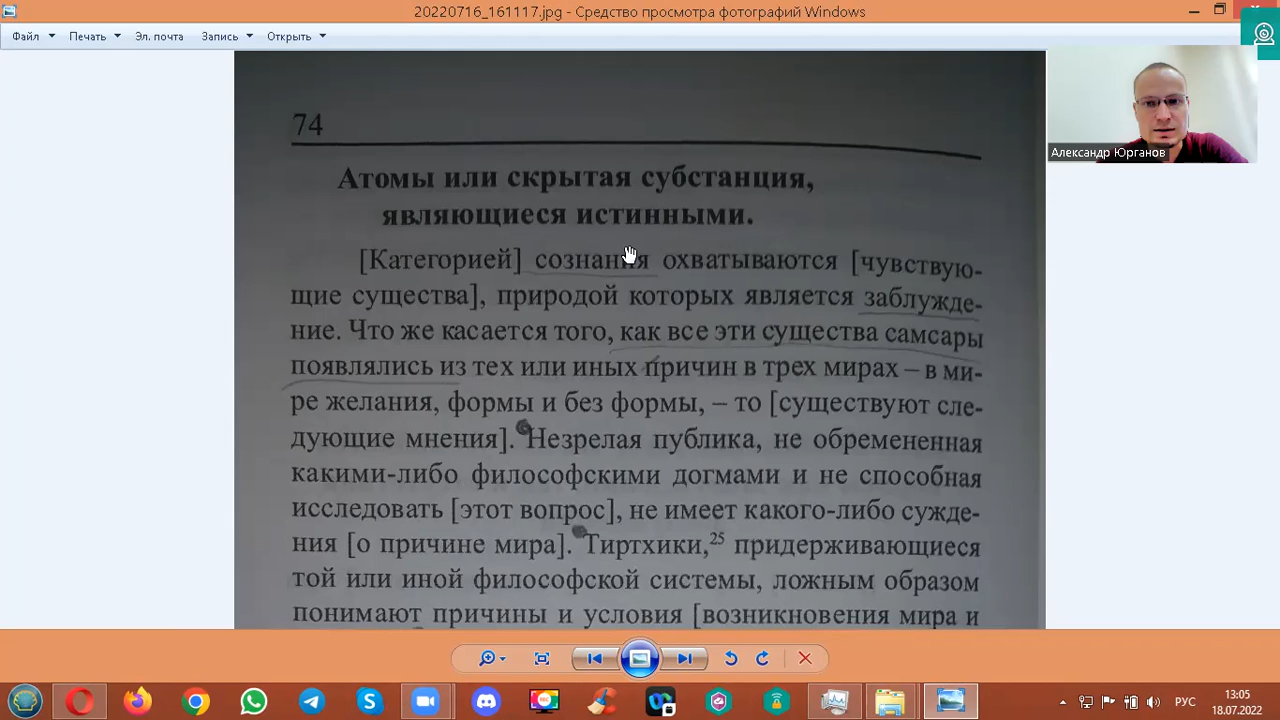 20220716_161117.jpg - Средство просмотра фотографий Windows
Файл Печать Эл. почта Запись Открыть
Александр Юрганов
74
Атомы или скрытая субстанция,
являющиеся истинными.
[Категорией] сознания охватываются [чувствую-
щие существа], природой которых является заблужде-
ние. Что же касается того, как все эти существа самсары
появлялись из тех или иных причин в трех мирах – в ми-
ре желания, формы и без формы, – то [существуют сле-
дующие мнения]. Незрелая публика, не обремененная
какими-либо философскими догмами и не способная
исследовать [этот вопрос], не имеет какого-либо сужде-
ния [о причине мира]. Тиртхики,25 придерживающиеся
той или иной философской системы, ложным образом
понимают причины и условия [возникновения мира и
РУС
13:05
18.07.2022